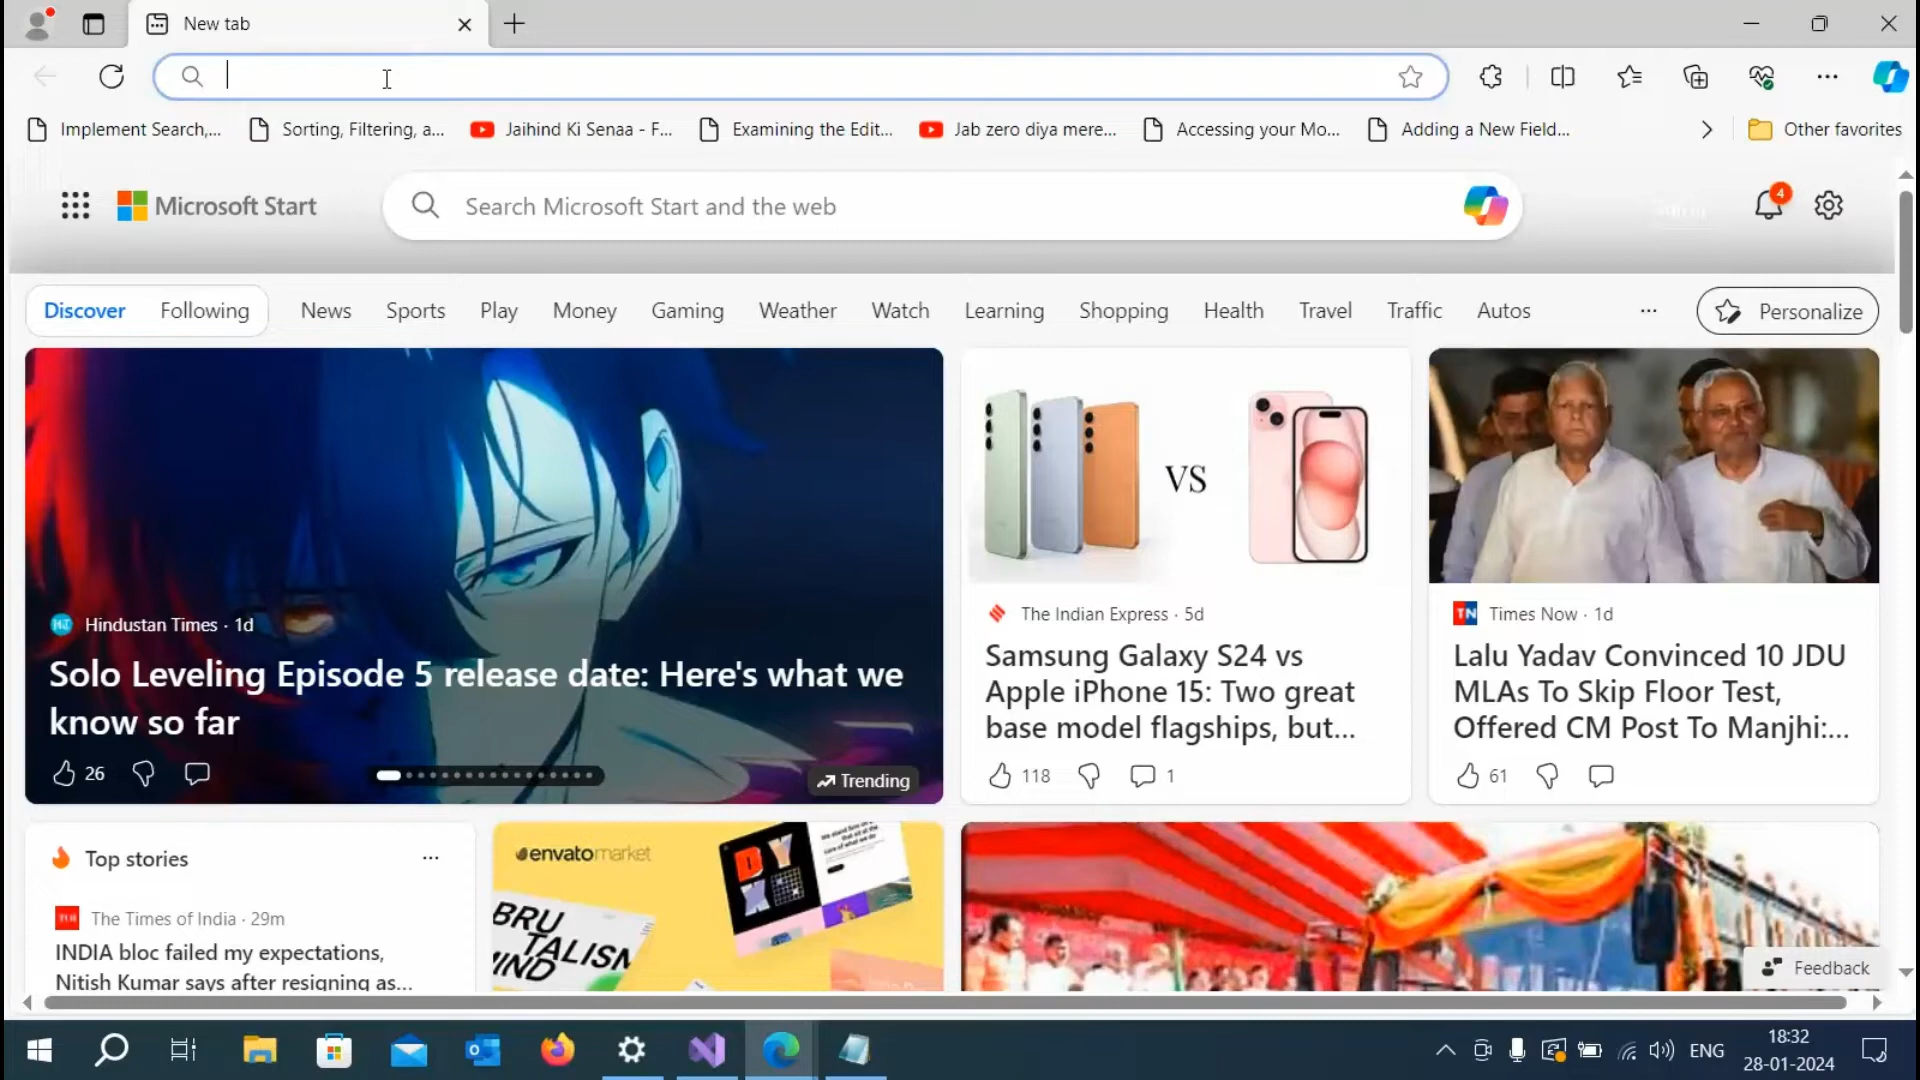 New tab
Implement Search,... Sorting, Filtering, a... Jaihind Ki Senaa - F... Examining the Edit... Jab zero diya mere... Accessing your Mo... Adding a New Field... Other favorites
Microsoft Start Search Microsoft Start and the web 4
Discover Following News Sports Play Money Gaming Weather Watch Learning Shopping Health Travel Traffic Autos ... Personalize
Hindustan Times · 1d
Solo Leveling Episode 5 release date: Here's what we
know so far
26
Trending
VS
The Indian Express · 5d
Samsung Galaxy S24 vs
Apple iPhone 15: Two great
base model flagships, but...
118 1
TN Times Now · 1d
Lalu Yadav Convinced 10 JDU
MLAs To Skip Floor Test,
Offered CM Post To Manjhi:...
61
Top stories ...
The Times of India · 29m
INDIA bloc failed my expectations,
Nitish Kumar says after resigning as...
envatomarket
BRU
TALISM
Feedback
ENG
18:32
28-01-2024